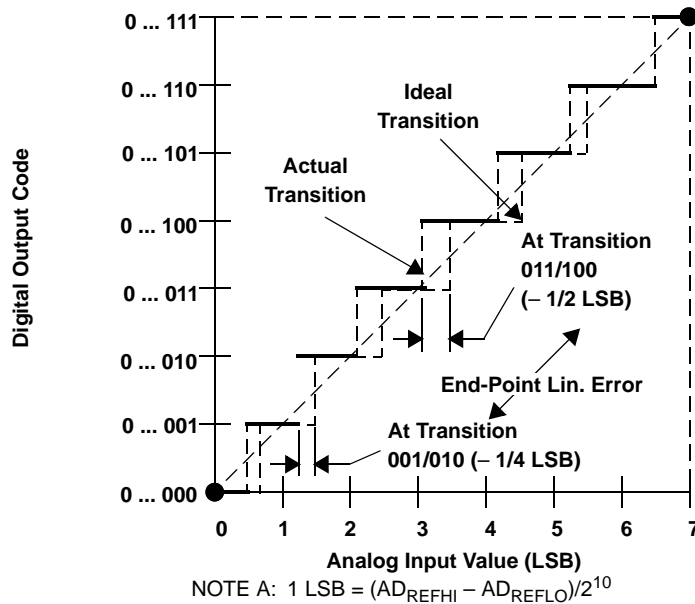 Digital Output Code
0 ... 111
0 ... 110
0 ... 101
0 ... 100
0 ... 011
0 ... 010
0 ... 001
0 ... 000
Ideal
Transition
Actual
Transition
At Transition
011/100
(– 1/2 LSB)
End-Point Lin. Error
At Transition
001/010 (– 1/4 LSB)
0 1 2 3 4 5 6 7
Analog Input Value (LSB)
NOTE A: 1 LSB = (AD_REFHI – AD_REFLO)/2^10